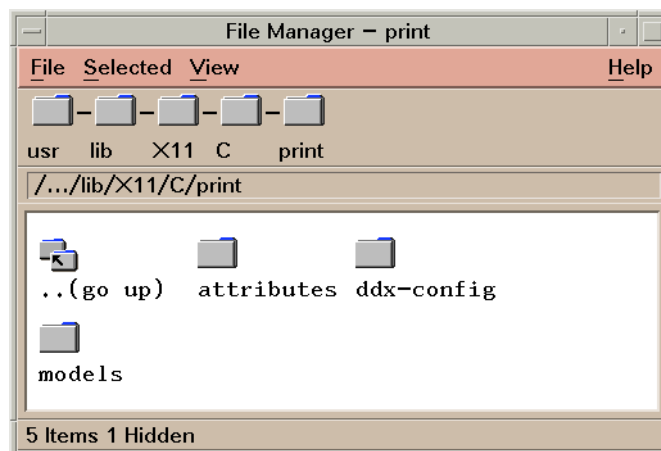 File Manager - print
File Selected View Help
usr lib X11 C print
/.../lib/X11/C/print
..(go up) attributes ddx-config
models
5 Items 1 Hidden